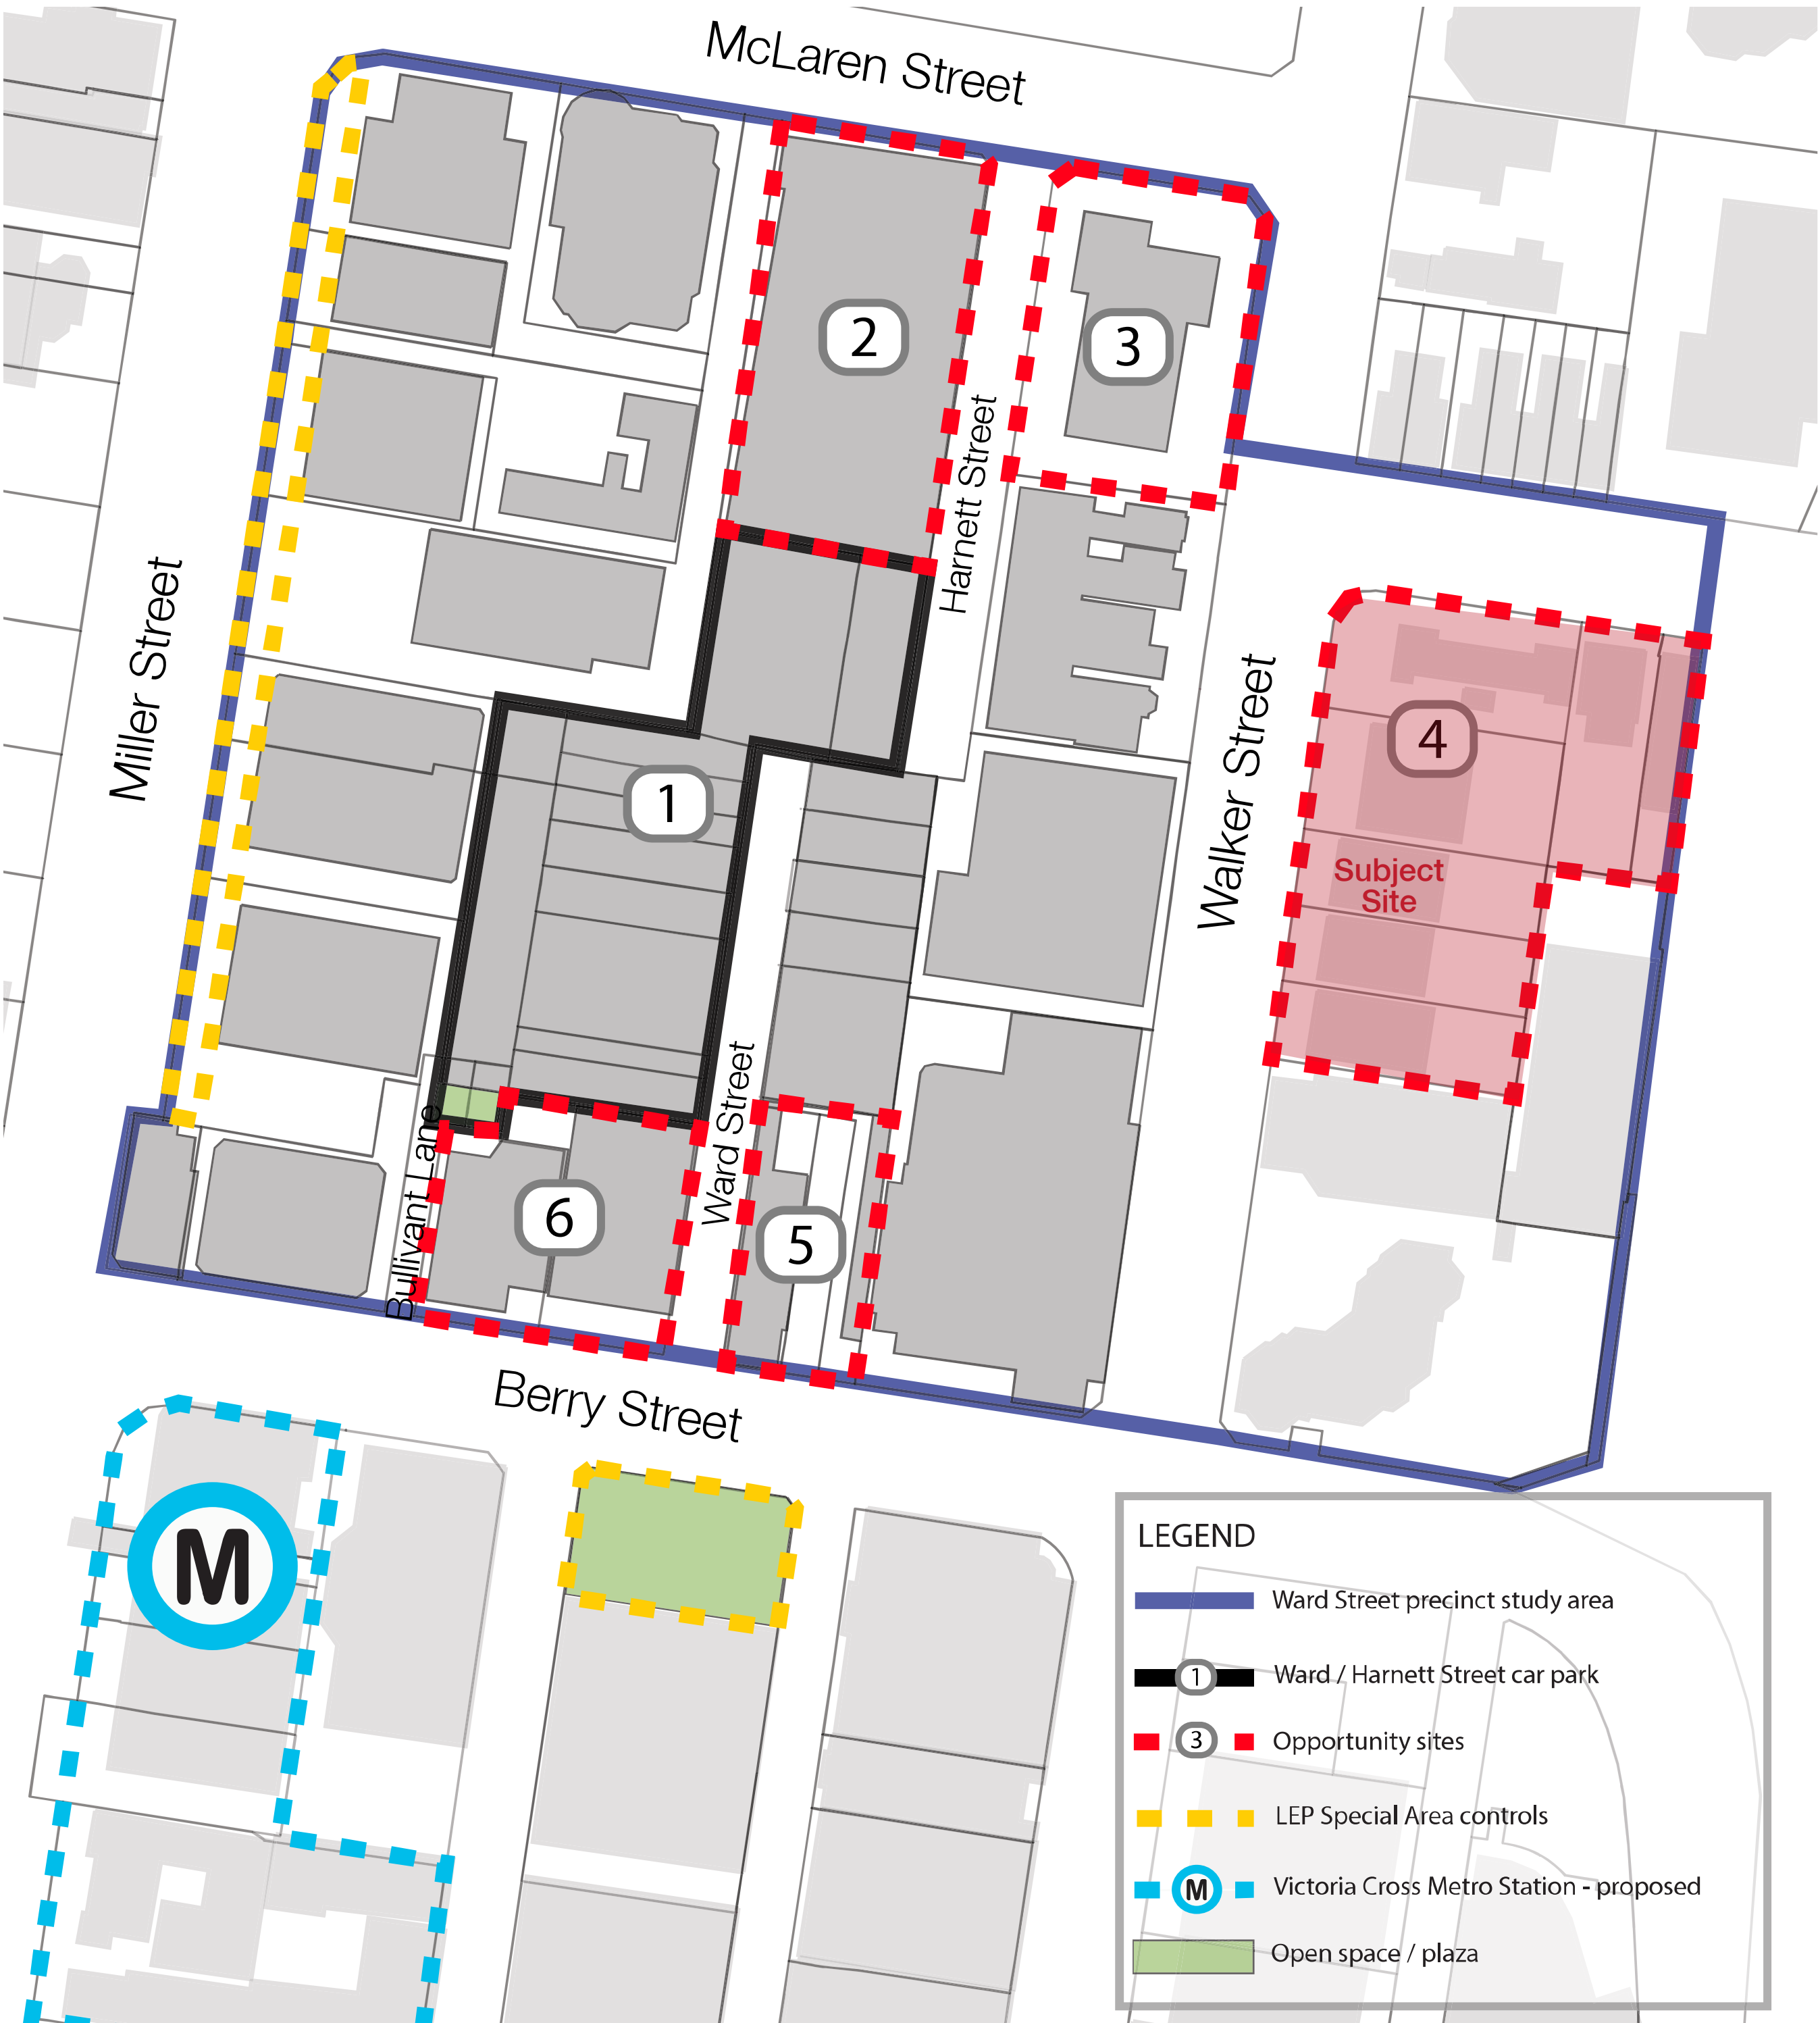 McLaren Street
2
3
Harnett Street
Miller Street
Walker Street
4
1
Subject
Site
Ward Street
Bullivant Lane
6
5
Berry Street
M
LEGEND
Ward Street precinct study area
1
Ward / Harnett Street car park
3
Opportunity sites
LEP Special Area controls
M
Victoria Cross Metro Station - proposed
Open space / plaza